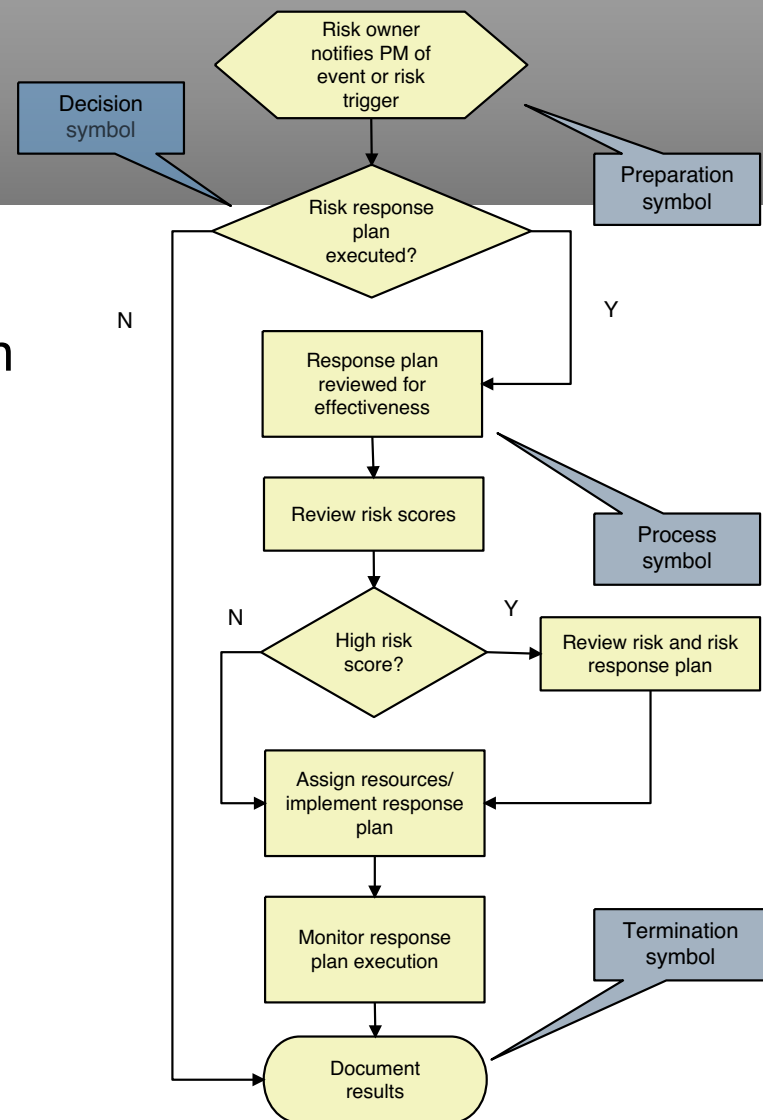 Risk owner
notifies PM of
event or risk
trigger
Decision
symbol
Preparation
symbol
Risk response
plan
executed?
N
Y
Response plan
reviewed for
effectiveness
Review risk scores
Process
symbol
N
Y
High risk
score?
Review risk and risk
response plan
Assign resources/
implement response
plan
Monitor response
plan execution
Termination
symbol
Document
results